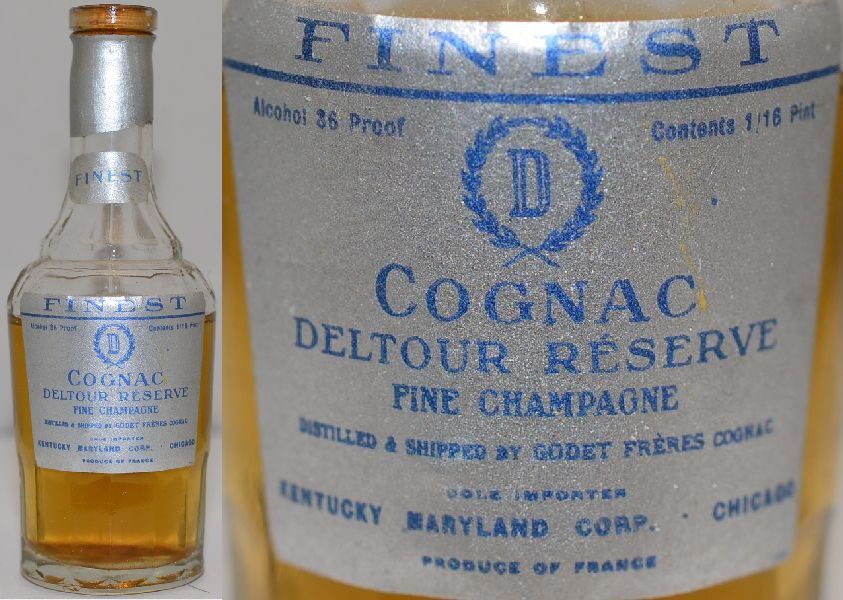 FINEST
FINEST
Alcohol 36 Proof
Contents 1/16 Pint
D
COGNAC
DELTOUR RÉSERVE
FINE CHAMPAGNE
DISTILLED & SHIPPED BY GODET FRÈRES COGNAC
SOLE IMPORTER
KENTUCKY MARYLAND CORP. · CHICAGO
PRODUCE OF FRANCE
FINEST
Alcohol 36 Proof
Contents 1/16 Pint
D
COGNAC
DELTOUR RÉSERVE
FINE CHAMPAGNE
DISTILLED & SHIPPED BY GODET FRÈRES COGNAC
SOLE IMPORTER
KENTUCKY MARYLAND CORP. · CHICAGO
PRODUCE OF FRANCE